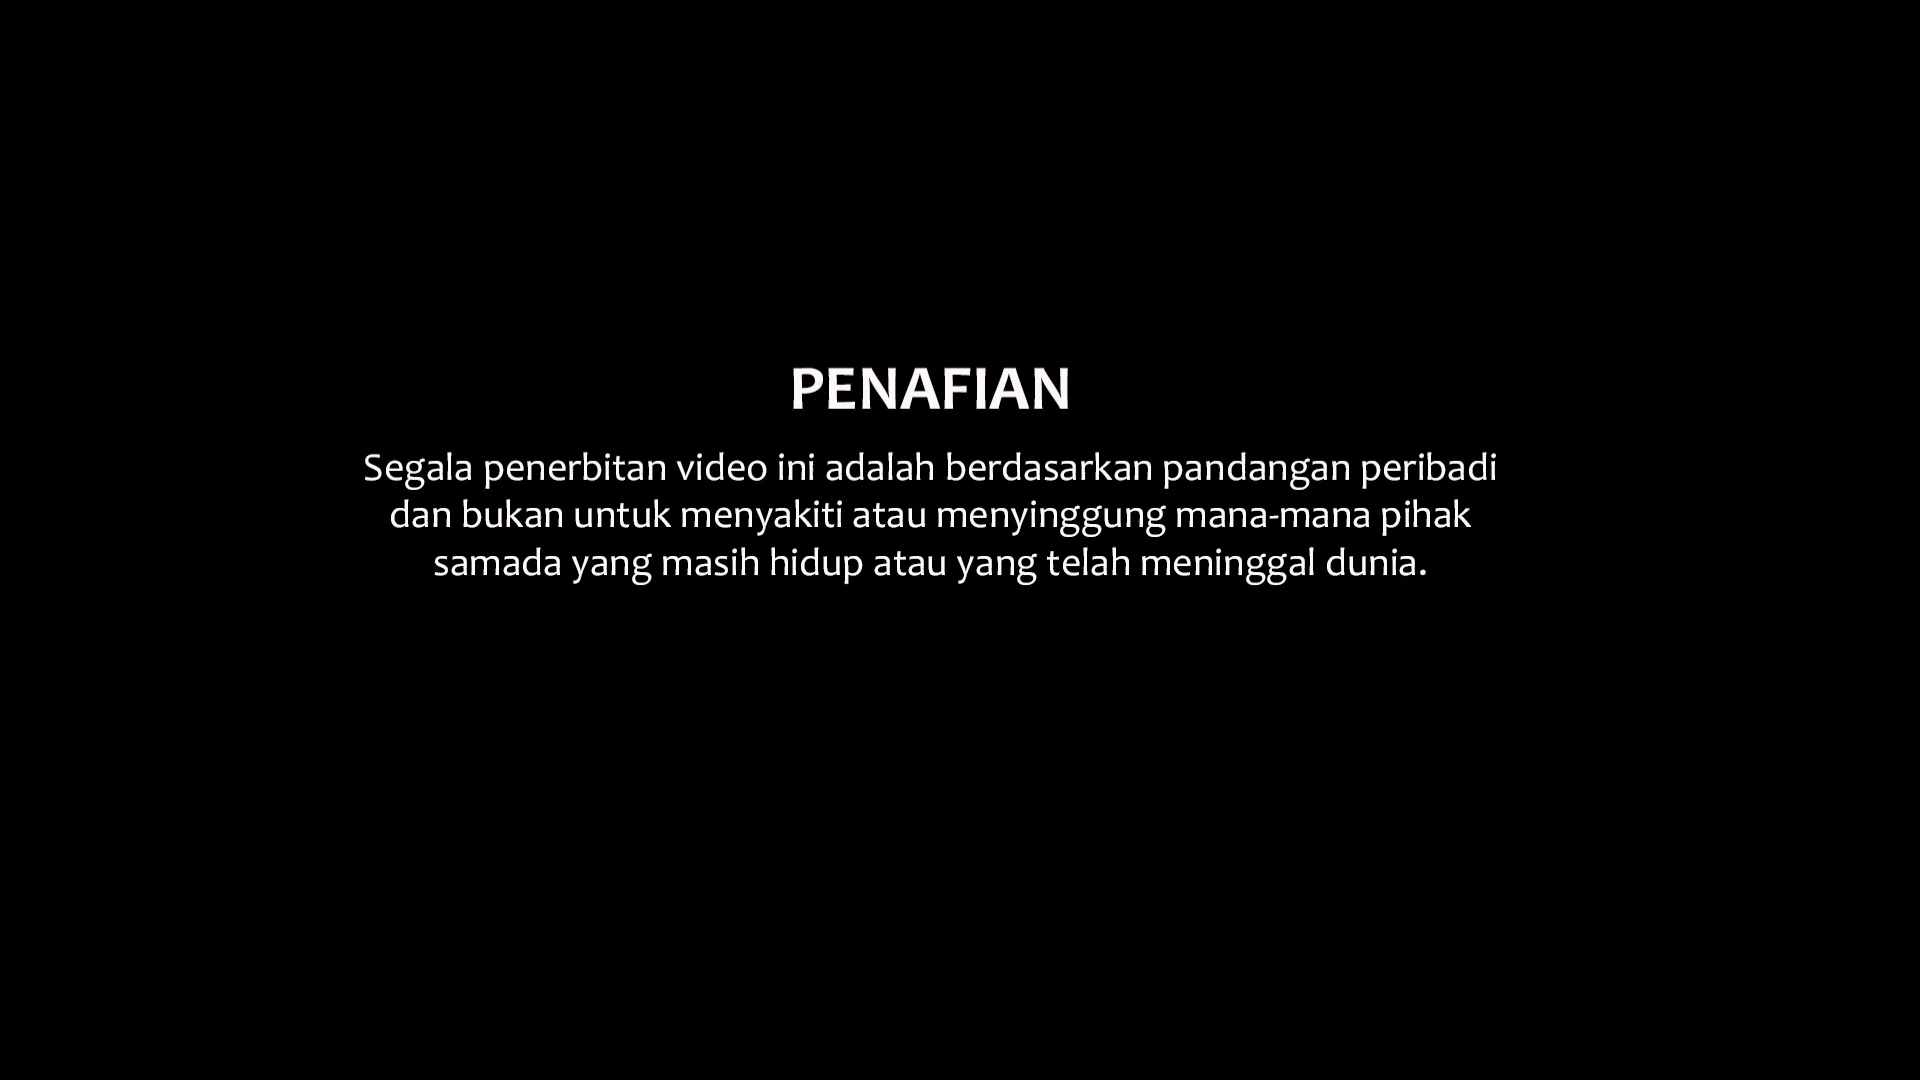 PENAFIAN
Segala penerbitan video ini adalah berdasarkan pandangan peribadi
dan bukan untuk menyakiti atau menyinggung mana-mana pihak
samada yang masih hidup atau yang telah meninggal dunia.